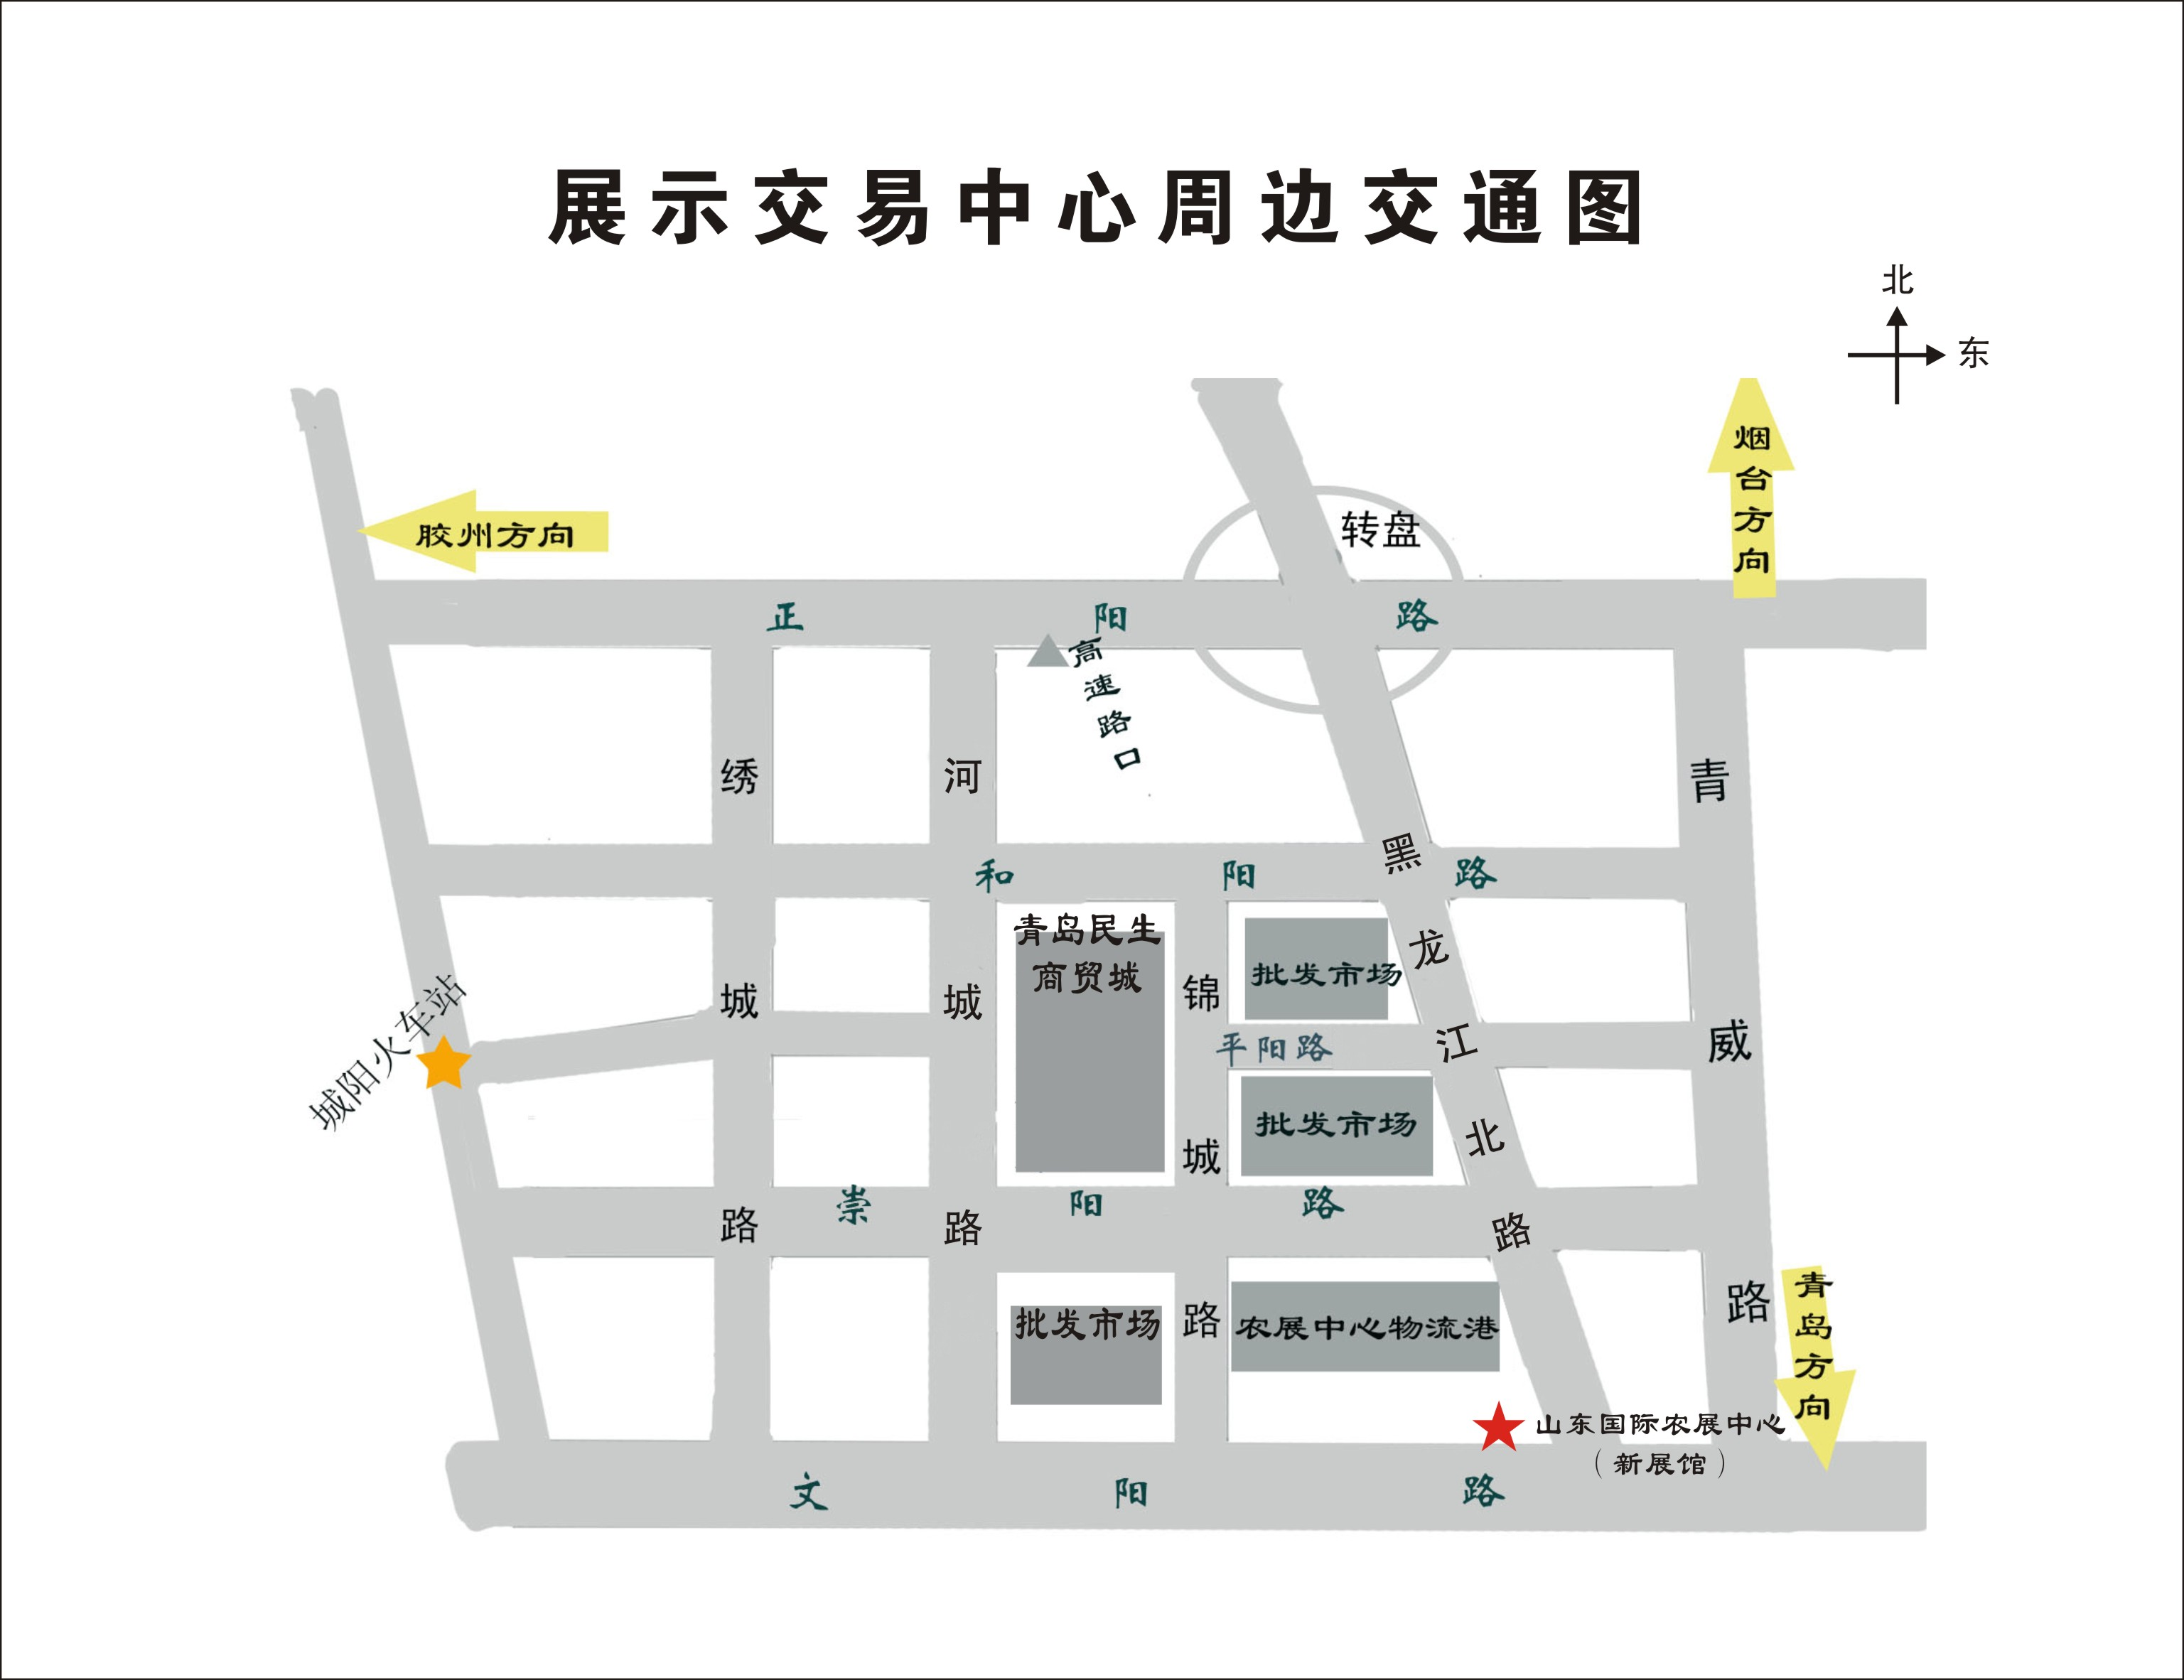 展示交易中心周边交通图
北
东
烟台方向
胶州方向
转盘
正阳路
高速路口
绣城路
河城路
青威路
黑龙江北路
和阳路
青岛民生
商贸城
锦城路
批发市场
平阳路
城阳火车站
批发市场
崇阳路
批发市场
农展中心物流港
青岛方向
山东国际农展中心
（新展馆）
文阳路